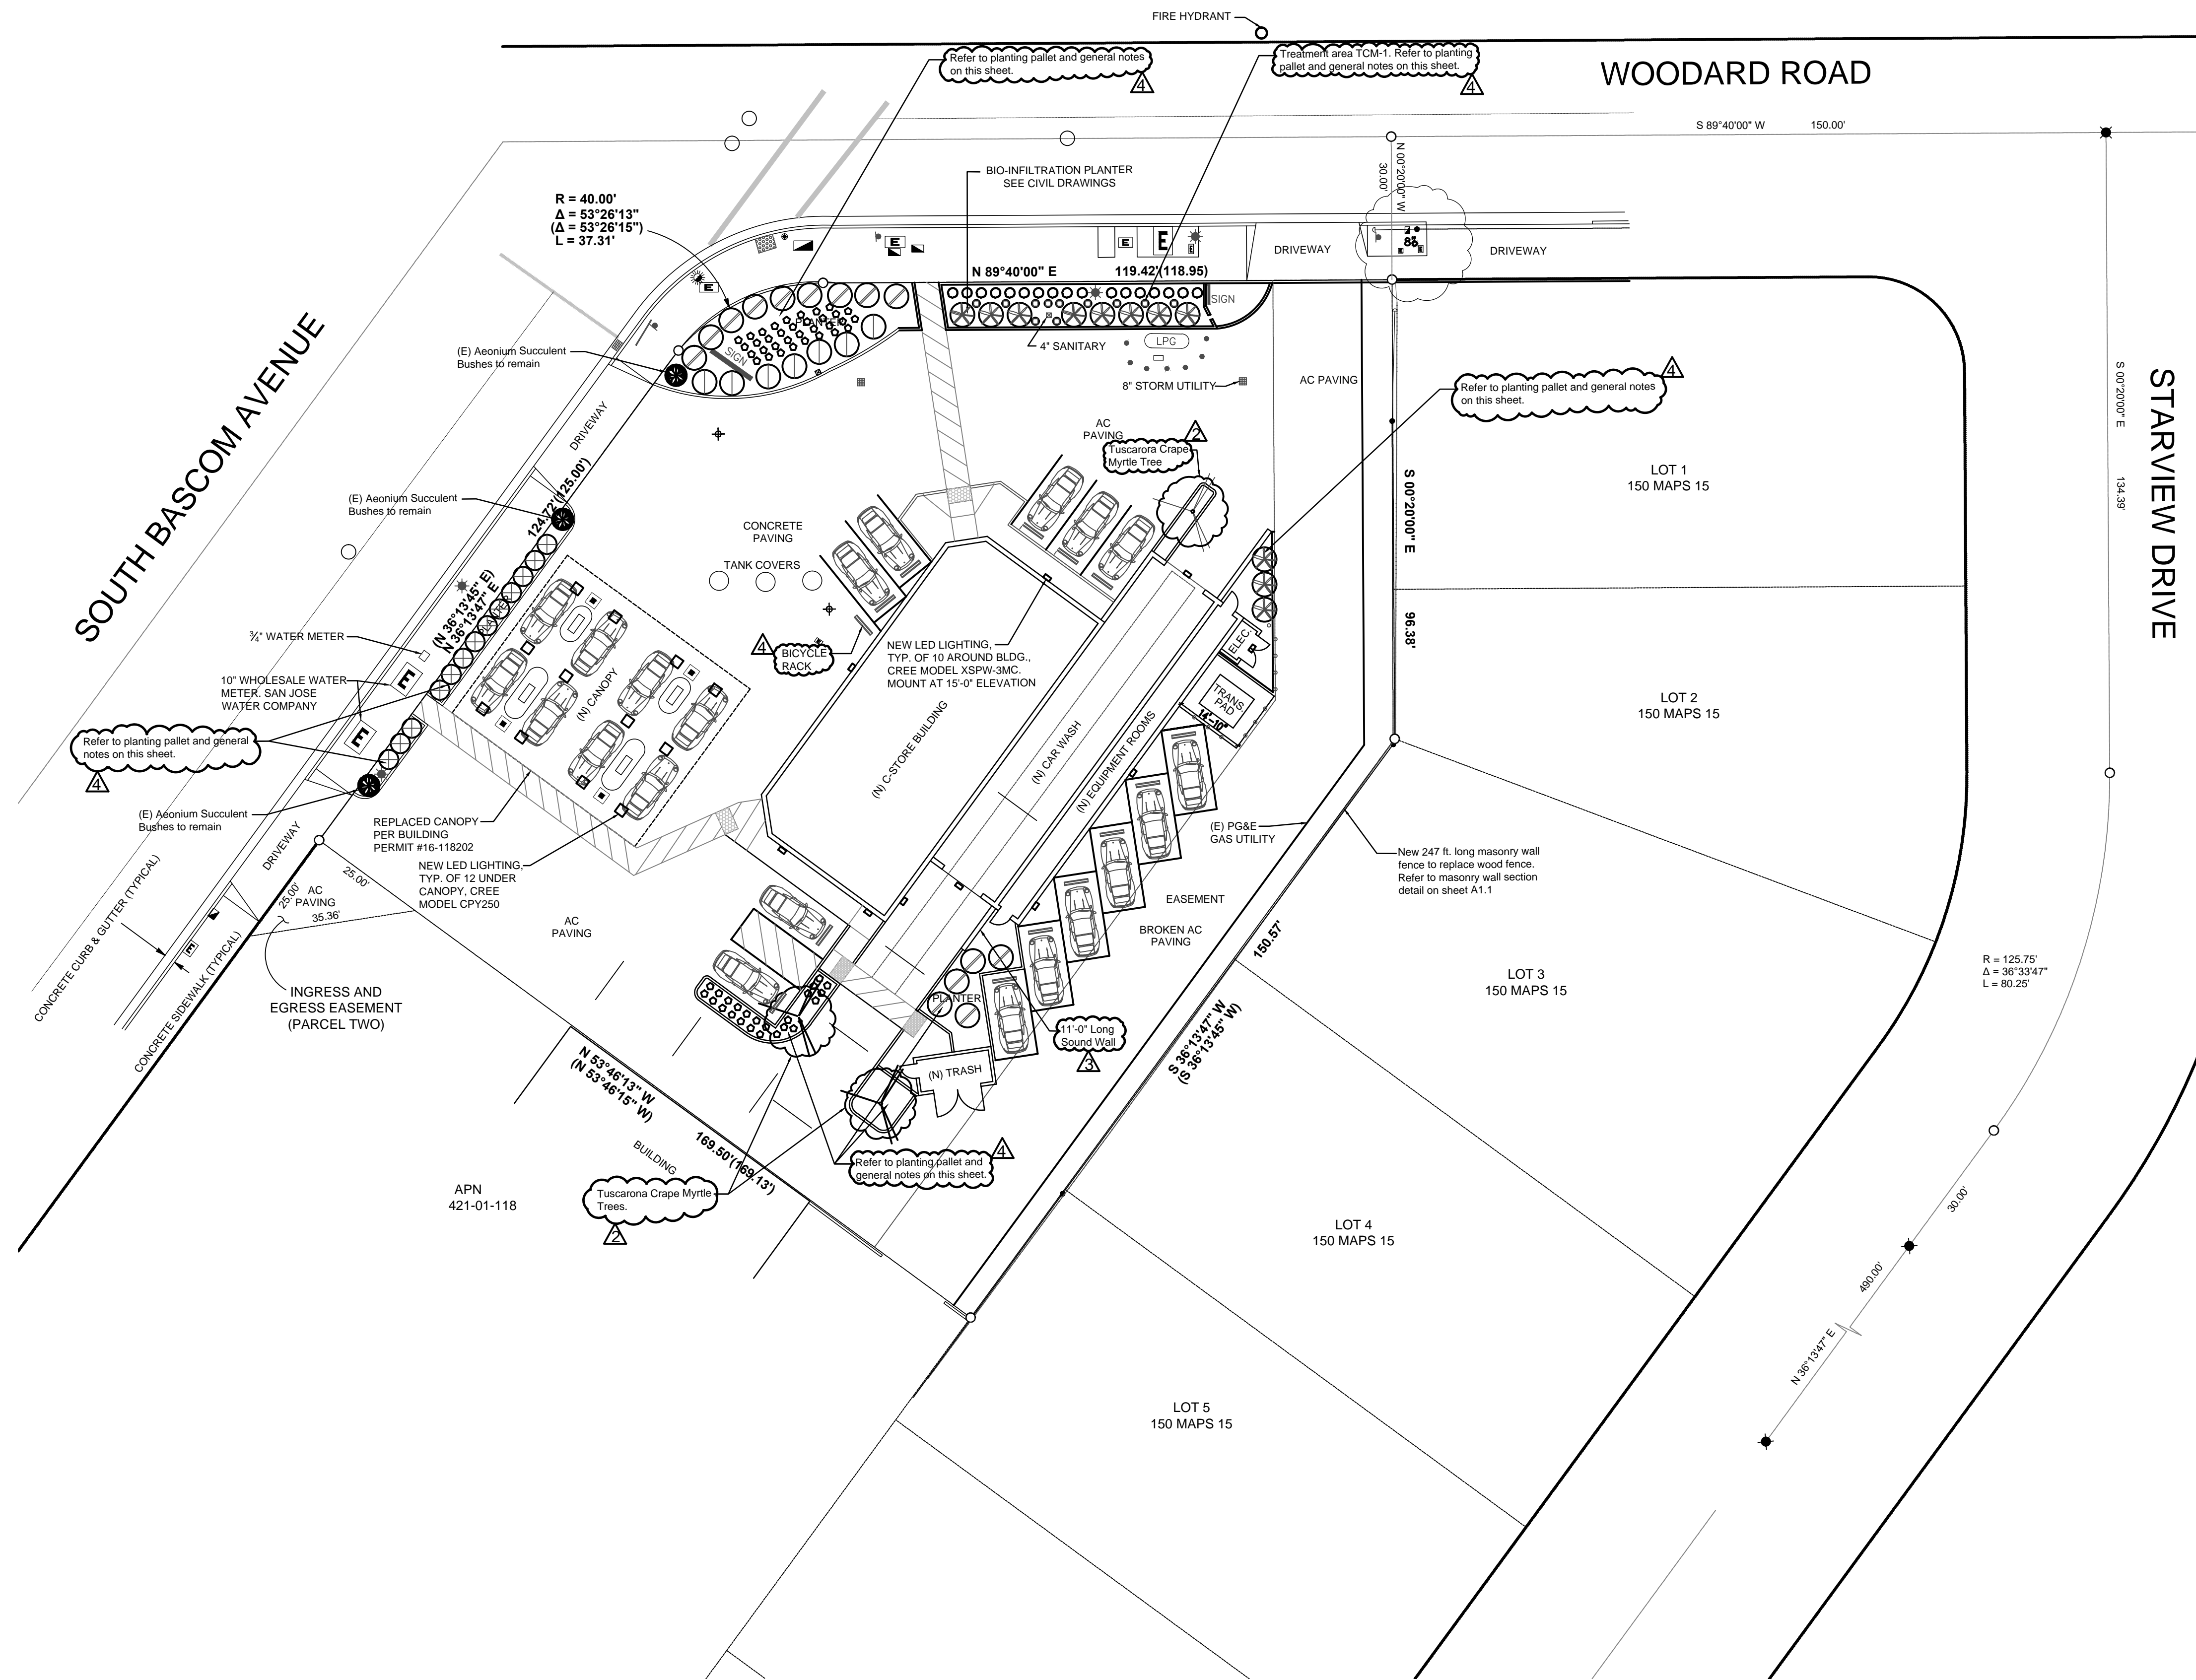 FIRE HYDRANT
Refer to planting pallet and general notes
on this sheet.
4
Treatment area TCM-1. Refer to planting
pallet and general notes on this sheet.
4
WOODARD ROAD
S 89°40'00" W 150.00'
BIO-INFILTRATION PLANTER
SEE CIVIL DRAWINGS
N 00°20'00" W
30.00'
R = 40.00'
Δ = 53°26'13"
(Δ = 53°26'15")
L = 37.31'
E
E
E
E
E
DRIVEWAY
DRIVEWAY
N 89°40'00" E 119.42'(118.95)
SIGN
PLANTER
SIGN
4" SANITARY
LPG
8" STORM UTILITY
AC PAVING
(E) Aeonium Succulent
Bushes to remain
DRIVEWAY
SOUTH BASCOM AVENUE
STARVIEW DRIVE
S 00°20'00" E 134.39'
Refer to planting pallet and general notes
on this sheet.
4
AC
PAVING
Tuscarora Crape
Myrtle Tree
2
LOT 1
150 MAPS 15
S 00°20'00" E 96.38'
(E) Aeonium Succulent
Bushes to remain
124.72'(125.00')
CONCRETE
PAVING
TANK COVERS
(N 36°13'45" E)
N 36°13'47" E
PLANTER
¾" WATER METER
10" WHOLESALE WATER
METER. SAN JOSE
WATER COMPANY
E
E
(N) CANOPY
4
BICYCLE
RACK
NEW LED LIGHTING,
TYP. OF 10 AROUND BLDG.,
CREE MODEL XSPW-3MC.
MOUNT AT 15'-0" ELEVATION
ELEC.
TRANS.
PAD
14'-10"
LOT 2
150 MAPS 15
Refer to planting pallet and general
notes on this sheet.
4
(N) C-STORE BUILDING
(N) CAR WASH
(N) EQUIPMENT ROOMS
(E) Aeonium Succulent
Bushes to remain
REPLACED CANOPY
PER BUILDING
PERMIT #16-118202
NEW LED LIGHTING,
TYP. OF 12 UNDER
CANOPY, CREE
MODEL CPY250
(E) PG&E
GAS UTILITY
New 247 ft. long masonry wall
fence to replace wood fence.
Refer to masonry wall section
detail on sheet A1.1
DRIVEWAY
25.00'
25.00'
AC
PAVING
35.36'
AC
PAVING
EASEMENT
BROKEN AC
PAVING
150.57'
CONCRETE CURB & GUTTER (TYPICAL)
E
CONCRETE SIDEWALK (TYPICAL)
INGRESS AND
EGRESS EASEMENT
(PARCEL TWO)
PLANTER
11'-0" Long
Sound Wall
3
(N) TRASH
LOT 3
150 MAPS 15
R = 125.75'
Δ = 36°33'47"
L = 80.25'
S 36°13'47" W
(S 36°13'45" W)
N 53°46'13" W
(N 53°46'15" W)
169.50'(169.13')
BUILDING
Refer to planting pallet and
general notes on this sheet.
4
APN
421-01-118
Tuscarona Crape Myrtle
Trees.
2
LOT 4
150 MAPS 15
30.00'
490.00'
N 36°13'47" E
LOT 5
150 MAPS 15